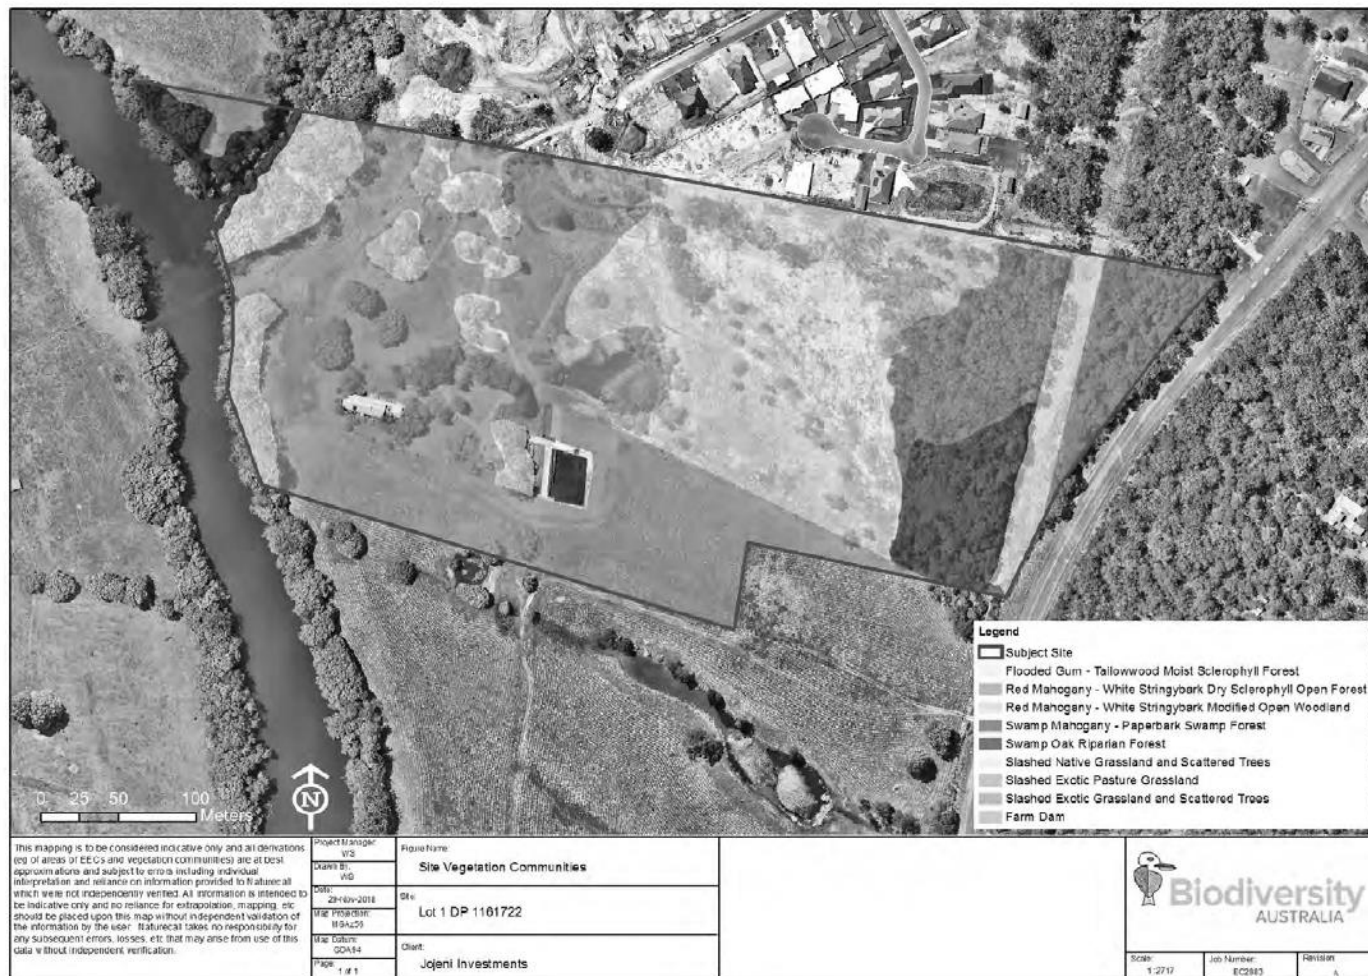 Legend
Subject Site
Flooded Gum - Tallowwood Moist Sclerophyll Forest
Red Mahogany - White Stringybark Dry Sclerophyll Open Forest
Red Mahogany - White Stringybark Modified Open Woodland
Swamp Mahogany - Paperbark Swamp Forest
Swamp Oak Riparian Forest
Slashed Native Grassland and Scattered Trees
Slashed Exotic Pasture Grassland
Slashed Exotic Grassland and Scattered Trees
Farm Dam
N
0 25 50 100
Meters
This mapping is to be considered indicative only and all derivations
(eg of areas of EECs and vegetation communities) are at best
approximations and subject to errors including individual
interpretation and reliance on information provided to Naturecall
which were not independently verified. All information is intended to
be indicative only and no reliance for extrapolation, mapping, etc
should be placed upon this map without independent validation of
the information by the user. Naturecall takes no responsibility for
any subsequent errors, losses, etc that may arise from use of this
data without independent verification.
Project Manager:
Drawn By:
Date:
29-Nov-2018
Map Projection:
Map Datum:
GDA94
Page:
1 of 1
Figure Name:
Site Vegetation Communities
Site:
Lot 1 DP 1161722
Client:
Jojeni Investments
Biodiversity
AUSTRALIA
Scale:
1:2717
Job Number:
Revision
A